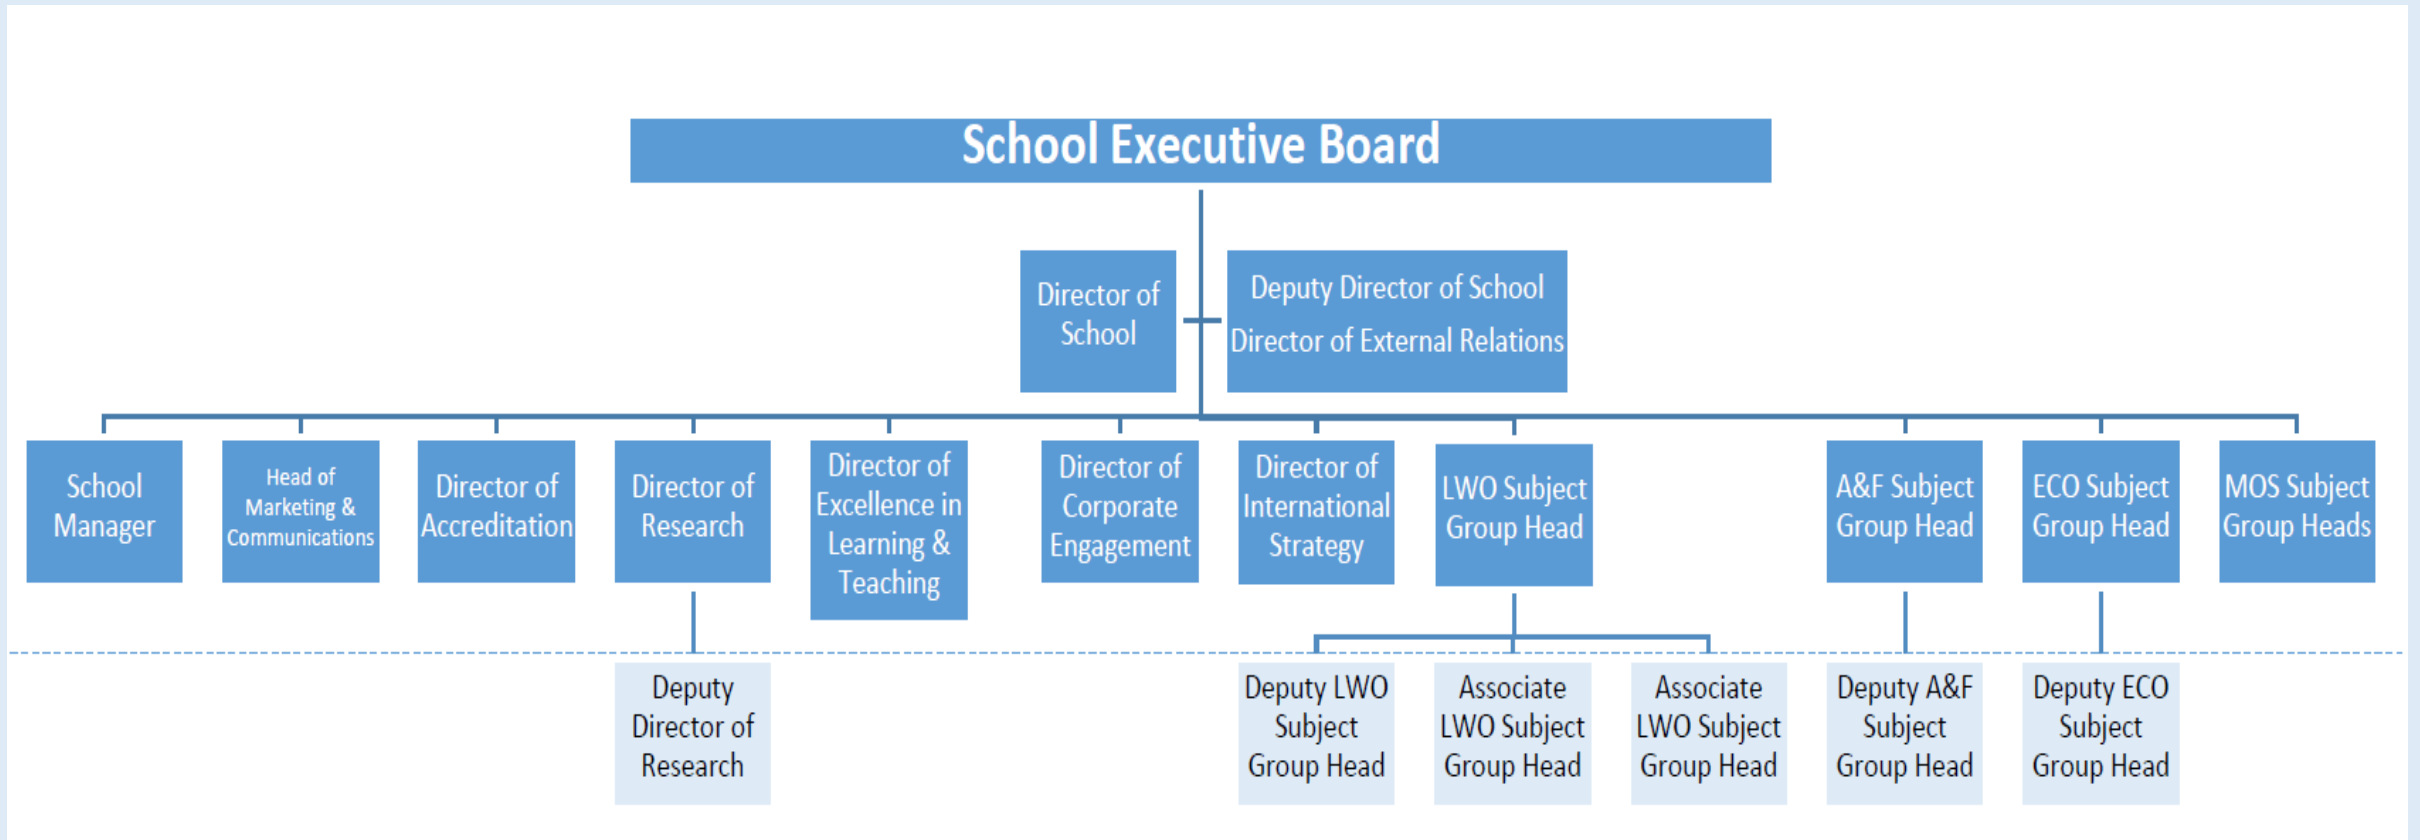 School Executive Board
Director of
School
Deputy Director of School
Director of External Relations
School
Manager
Head of
Marketing &
Communications
Director of
Accreditation
Director of
Research
Director of
Excellence in
Learning &
Teaching
Director of
Corporate
Engagement
Director of
International
Strategy
LWO Subject
Group Head
A&F Subject
Group Head
ECO Subject
Group Head
MOS Subject
Group Heads
Deputy
Director of
Research
Deputy LWO
Subject
Group Head
Associate
LWO Subject
Group Head
Associate
LWO Subject
Group Head
Deputy A&F
Subject
Group Head
Deputy ECO
Subject
Group Head